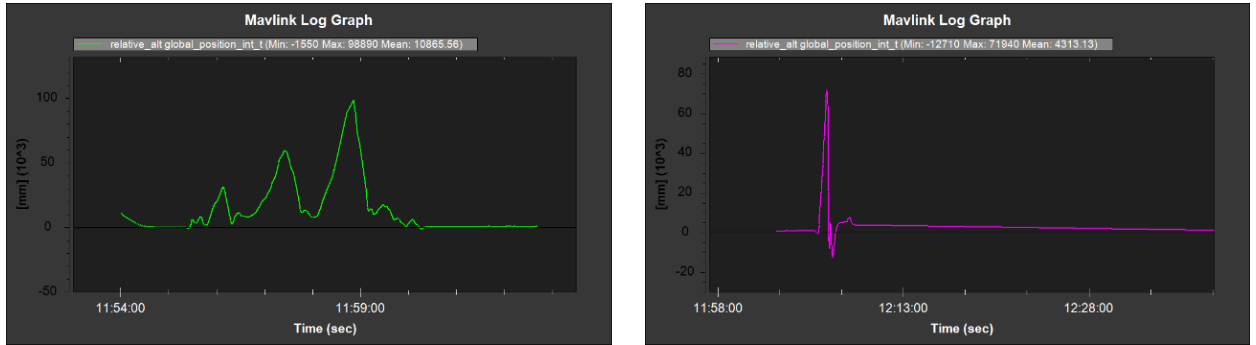 Mavlink Log Graph
relative_alt global_position_int_t (Min: -1550 Max: 98890 Mean: 10865.56)
100
50
0
-50
[mm] (10^3)
11:54:00 11:59:00
Time (sec)
Mavlink Log Graph
relative_alt global_position_int_t (Min: -12710 Max: 71940 Mean: 4313.13)
80
60
40
20
0
-20
[mm] (10^3)
11:58:00 12:13:00 12:28:00
Time (sec)